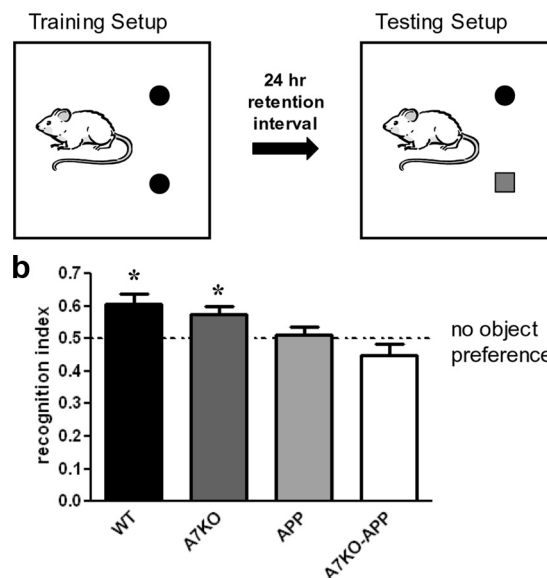 Training Setup
Testing Setup
24 hr
retention
interval
b
0.7
0.6
0.5
0.4
0.3
0.2
0.1
0.0
recognition index
*
*
no object
preference
WT
A7KO
APP
A7KO-APP